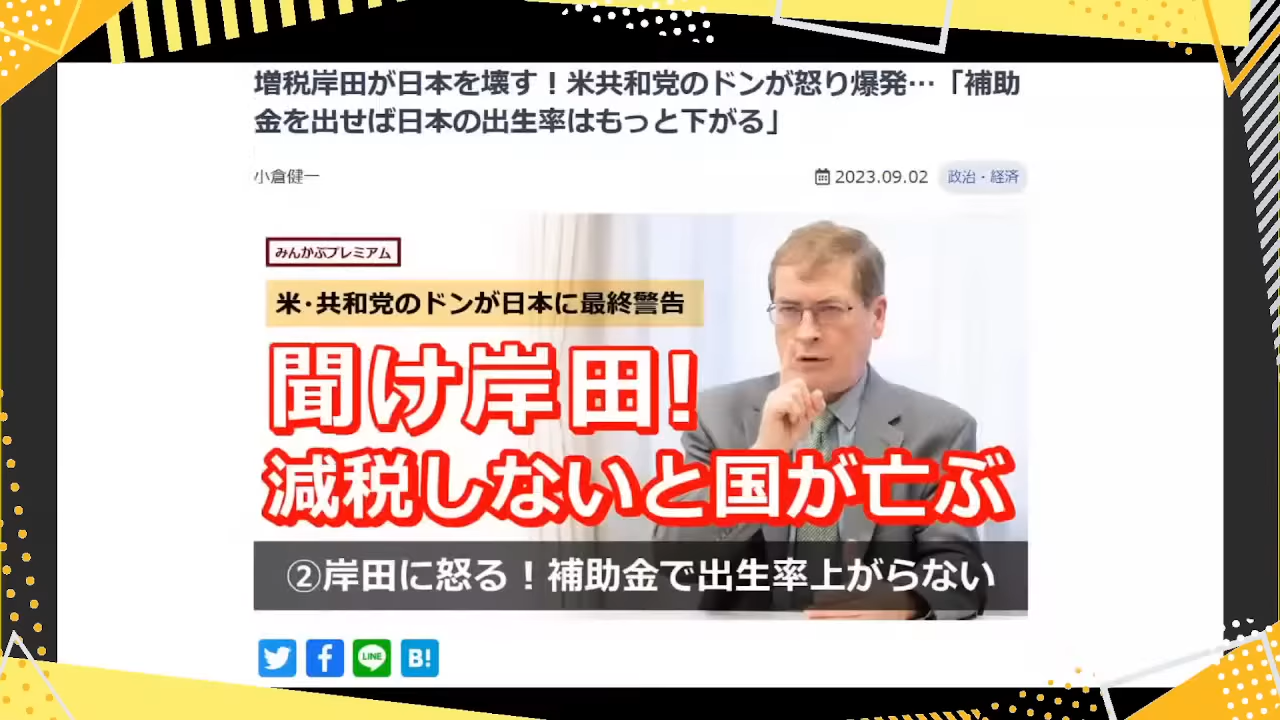 増税岸田が日本を壊す！米共和党のドンが怒り爆発…「補助
金を出せば日本の出生率はもっと下がる」
小倉健一
2023.09.02 政治・経済
みんかぶプレミアム
米・共和党のドンが日本に最終警告
聞け岸田!
減税しないと国が亡ぶ
②岸田に怒る！補助金で出生率上がらない
LINE
B!